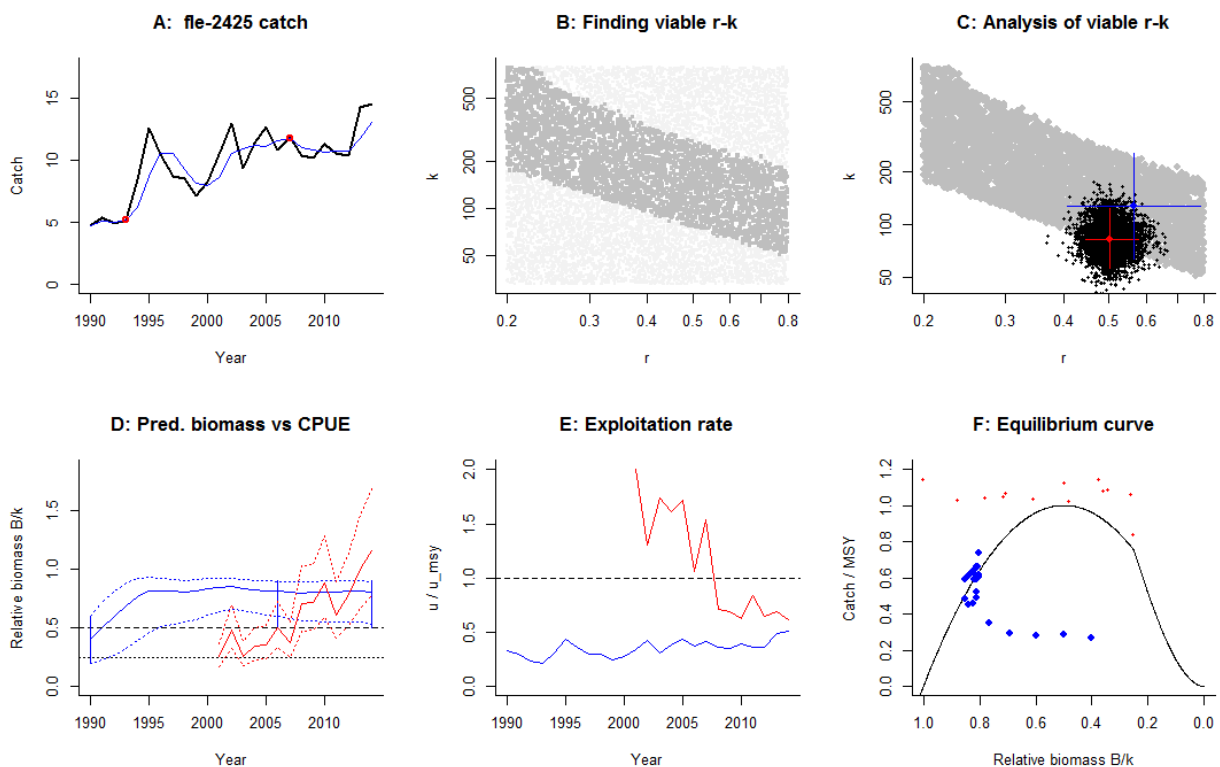 A: fle-2425 catch
Catch
0 5 10 15
1990 1995 2000 2005 2010
Year
B: Finding viable r-k
k
50 100 200 500
0.2 0.3 0.4 0.5 0.6 0.8
r
C: Analysis of viable r-k
k
50 100 200 500
0.2 0.3 0.4 0.5 0.6 0.8
r
D: Pred. biomass vs CPUE
Relative biomass B/k
0.0 0.5 1.0 1.5
1990 1995 2000 2005 2010
Year
E: Exploitation rate
u / u_msy
0.0 0.5 1.0 1.5 2.0
1990 1995 2000 2005 2010
Year
F: Equilibrium curve
Catch / MSY
0.0 0.2 0.4 0.6 0.8 1.0 1.2
1.0 0.8 0.6 0.4 0.2 0.0
Relative biomass B/k